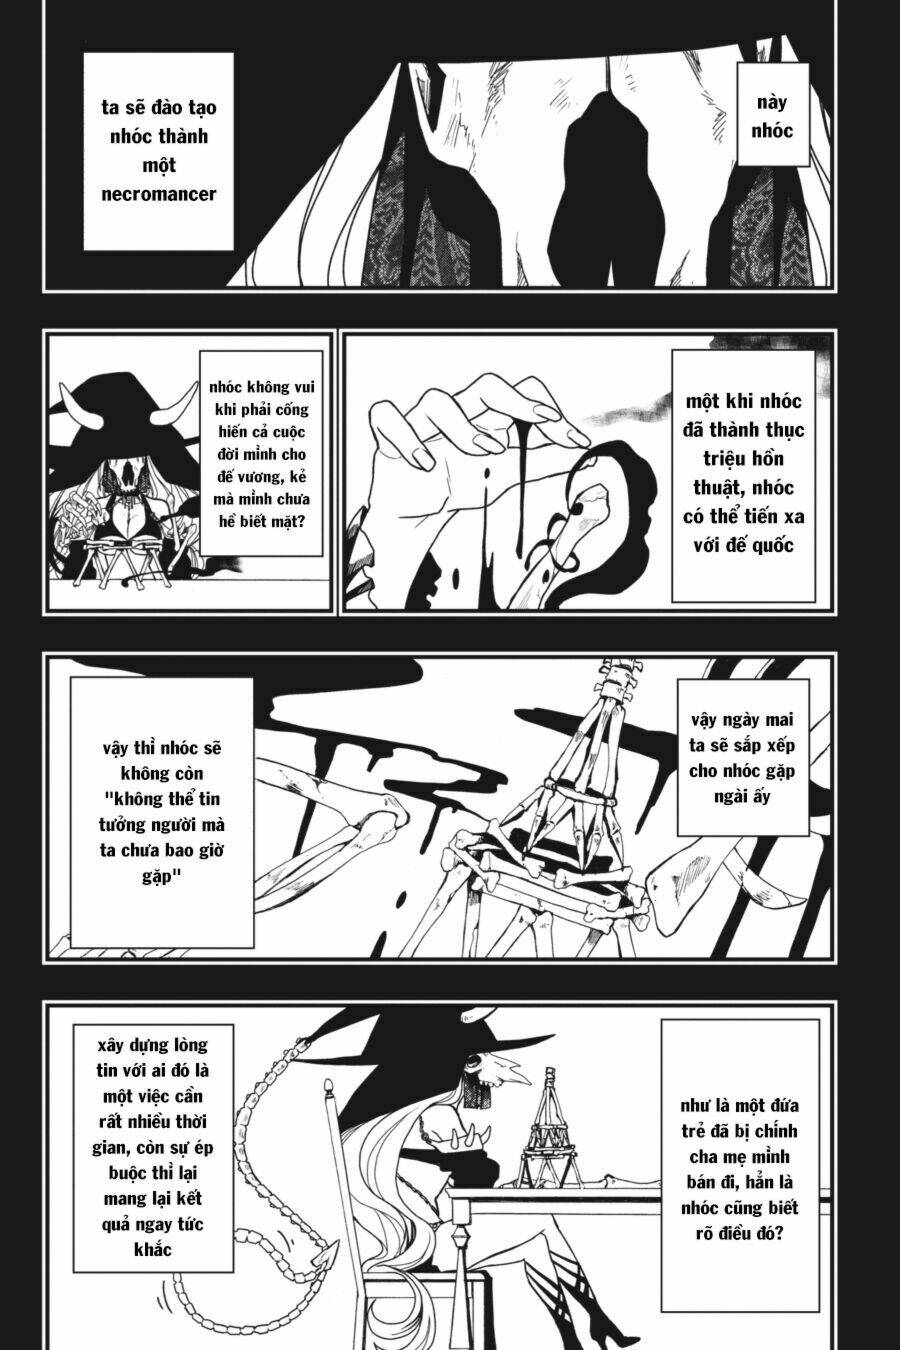 này
nhóc
ta sẽ đào tạo
nhóc thành
một
necromancer
một khi nhóc
đã thành thục
triệu hồn
thuật, nhóc
có thể tiến xa
với đế quốc
nhóc không vui
khi phải cống
hiến cả cuộc
đời mình cho
đế vương, kẻ
mà mình chưa
hề biết mặt?
vậy ngày mai
ta sẽ sắp xếp
cho nhóc gặp
ngài ấy
vậy thì nhóc sẽ
không còn
"không thể tin
tưởng người mà
ta chưa bao giờ
gặp"
như là một đứa
trẻ đã bị chính
cha mẹ mình
bán đi, hẳn là
nhóc cũng biết
rõ điều đó?
xây dựng lòng
tin với ai đó là
một việc cần
rất nhiều thời
gian, còn sự ép
buộc thì lại
mang lại kết
quả ngay tức
khắc